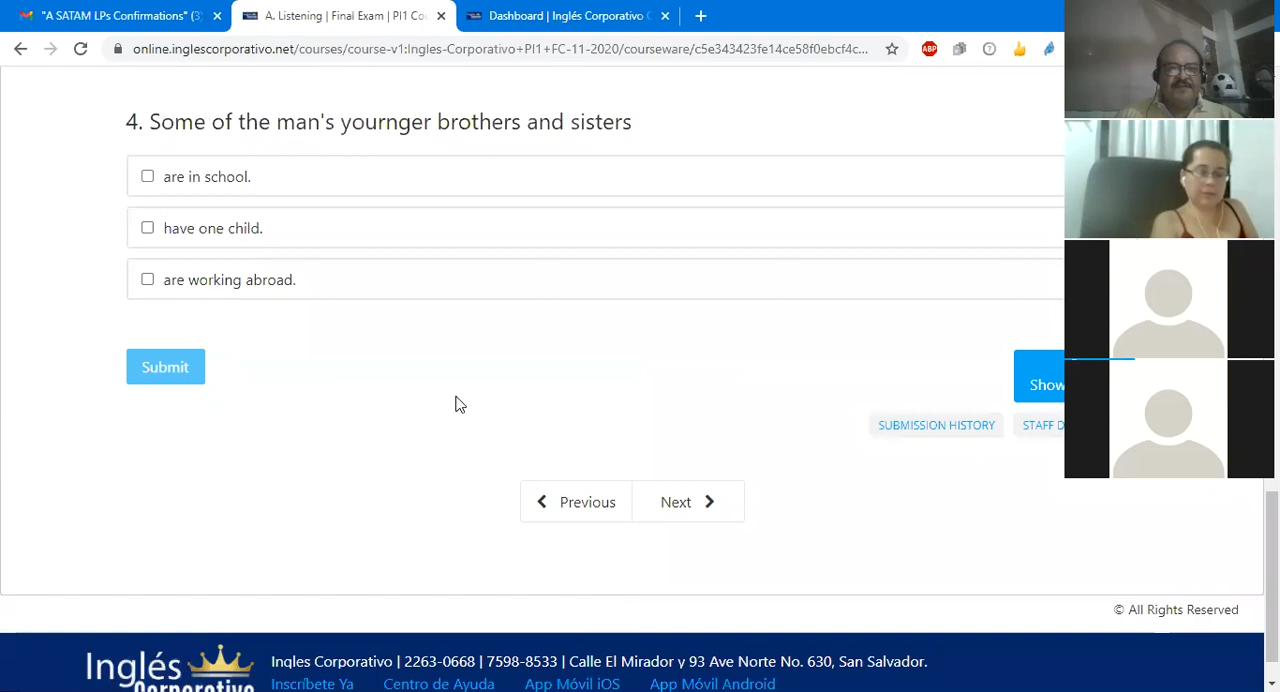 "A SATAM LPs Confirmations" (3
A. Listening | Final Exam | PI1 Co
Dashboard | Inglés Corporativo
online.inglescorporativo.net/courses/course-v1:Ingles-Corporativo+PI1+FC-11-2020/courseware/c5e343423fe14ce58f0ebcf4c...
ABP
4. Some of the man's yournger brothers and sisters
are in school.
have one child.
are working abroad.
Submit
Show
SUBMISSION HISTORY STAFF D
Previous Next
© All Rights Reserved
Inglés Corporativo
Ingles Corporativo | 2263-0668 | 7598-8533 | Calle El Mirador y 93 Ave Norte No. 630, San Salvador.
Inscríbete Ya Centro de Ayuda App Móvil iOS App Móvil Android